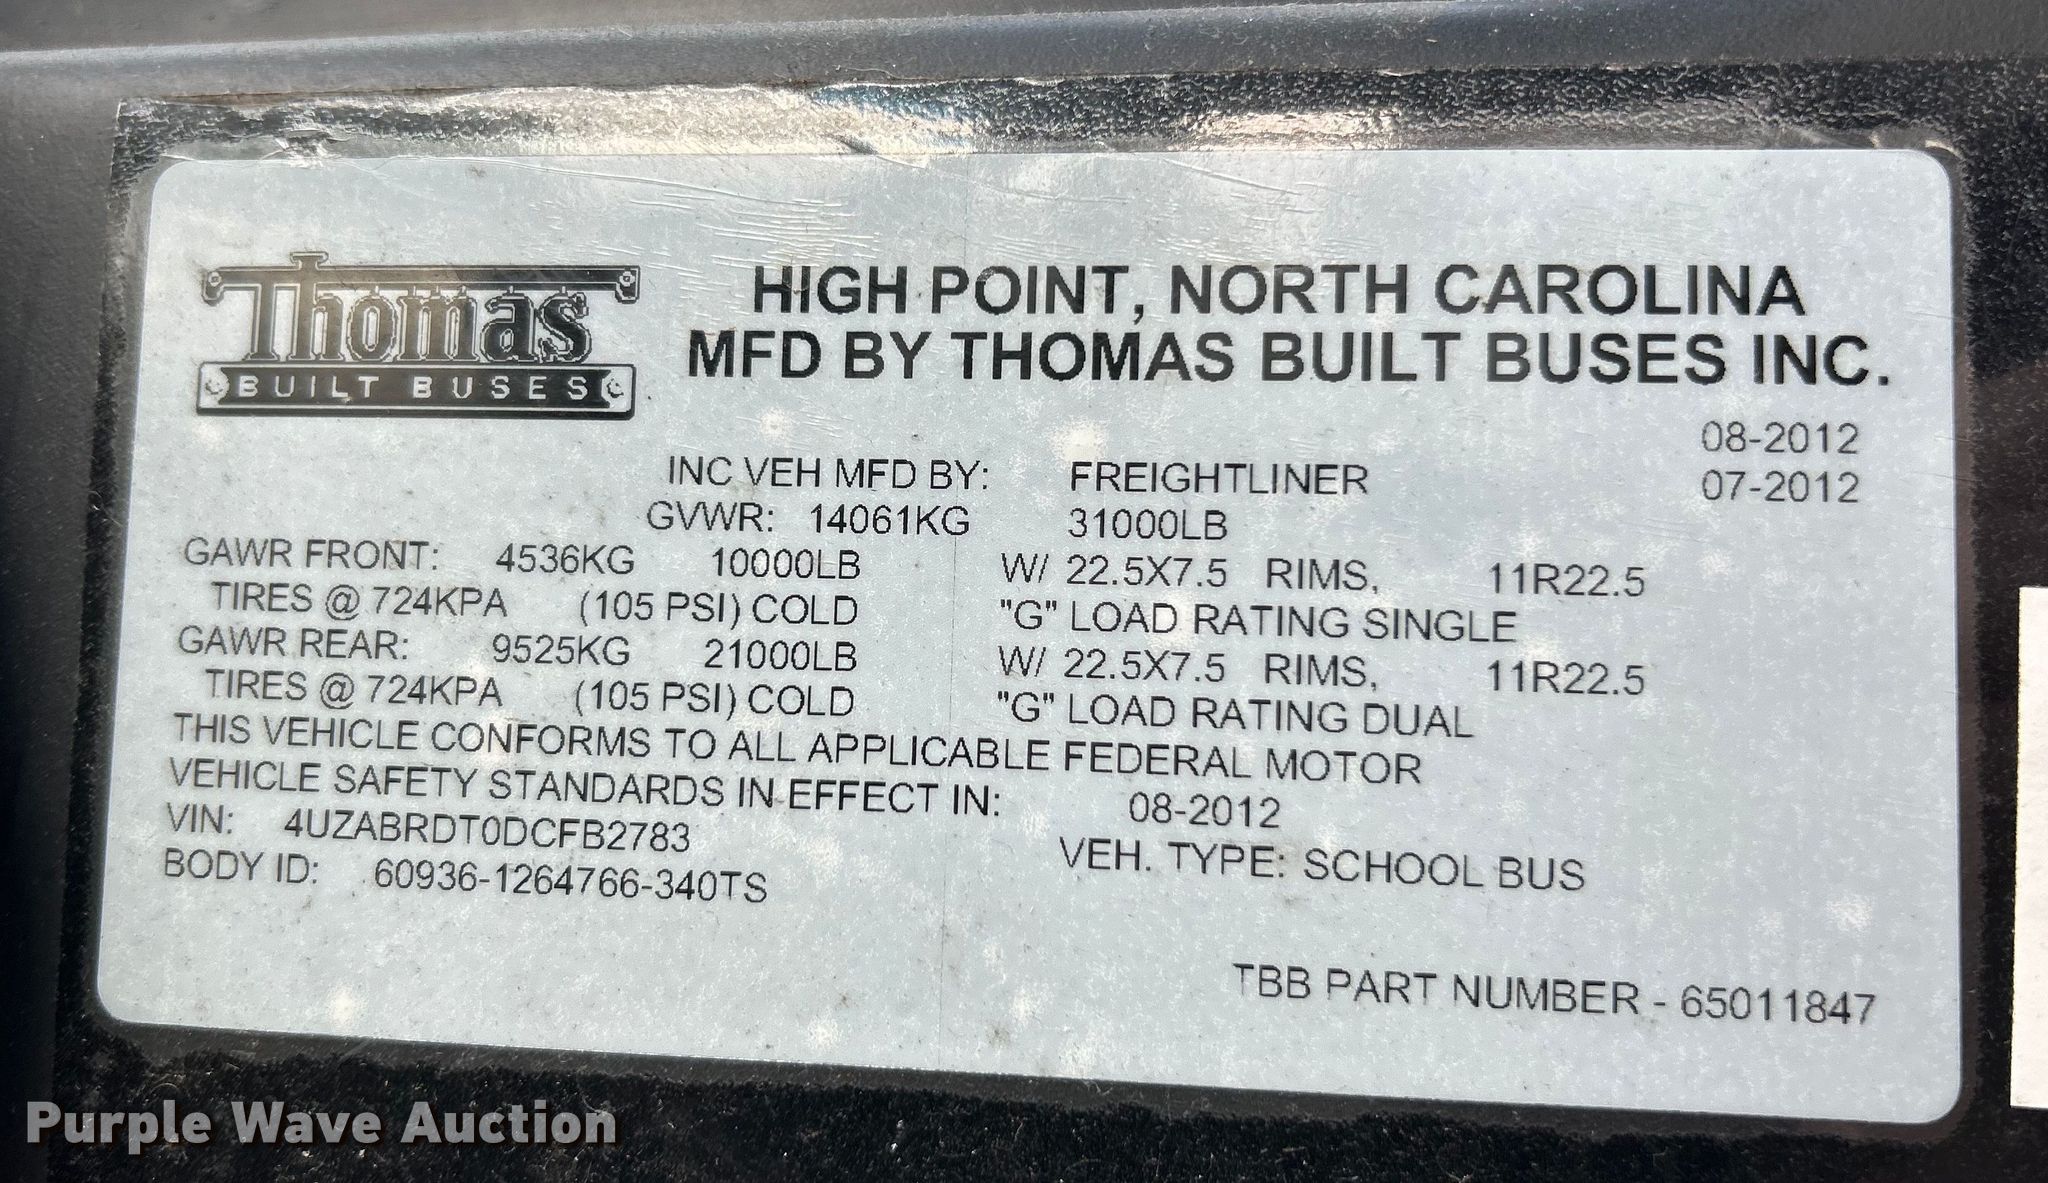 Thomas
BUILT BUSES
HIGH POINT, NORTH CAROLINA
MFD BY THOMAS BUILT BUSES INC.
08-2012
INC VEH MFD BY: FREIGHTLINER 07-2012
GVWR: 14061KG 31000LB
GAWR FRONT: 4536KG 10000LB W/ 22.5X7.5 RIMS, 11R22.5
TIRES @ 724KPA (105 PSI) COLD "G" LOAD RATING SINGLE
GAWR REAR: 9525KG 21000LB W/ 22.5X7.5 RIMS, 11R22.5
TIRES @ 724KPA (105 PSI) COLD "G" LOAD RATING DUAL
THIS VEHICLE CONFORMS TO ALL APPLICABLE FEDERAL MOTOR
VEHICLE SAFETY STANDARDS IN EFFECT IN: 08-2012
VIN: 4UZABRDT0DCFB2783
VEH. TYPE: SCHOOL BUS
BODY ID: 60936-1264766-340TS
TBB PART NUMBER - 65011847
Purple Wave Auction